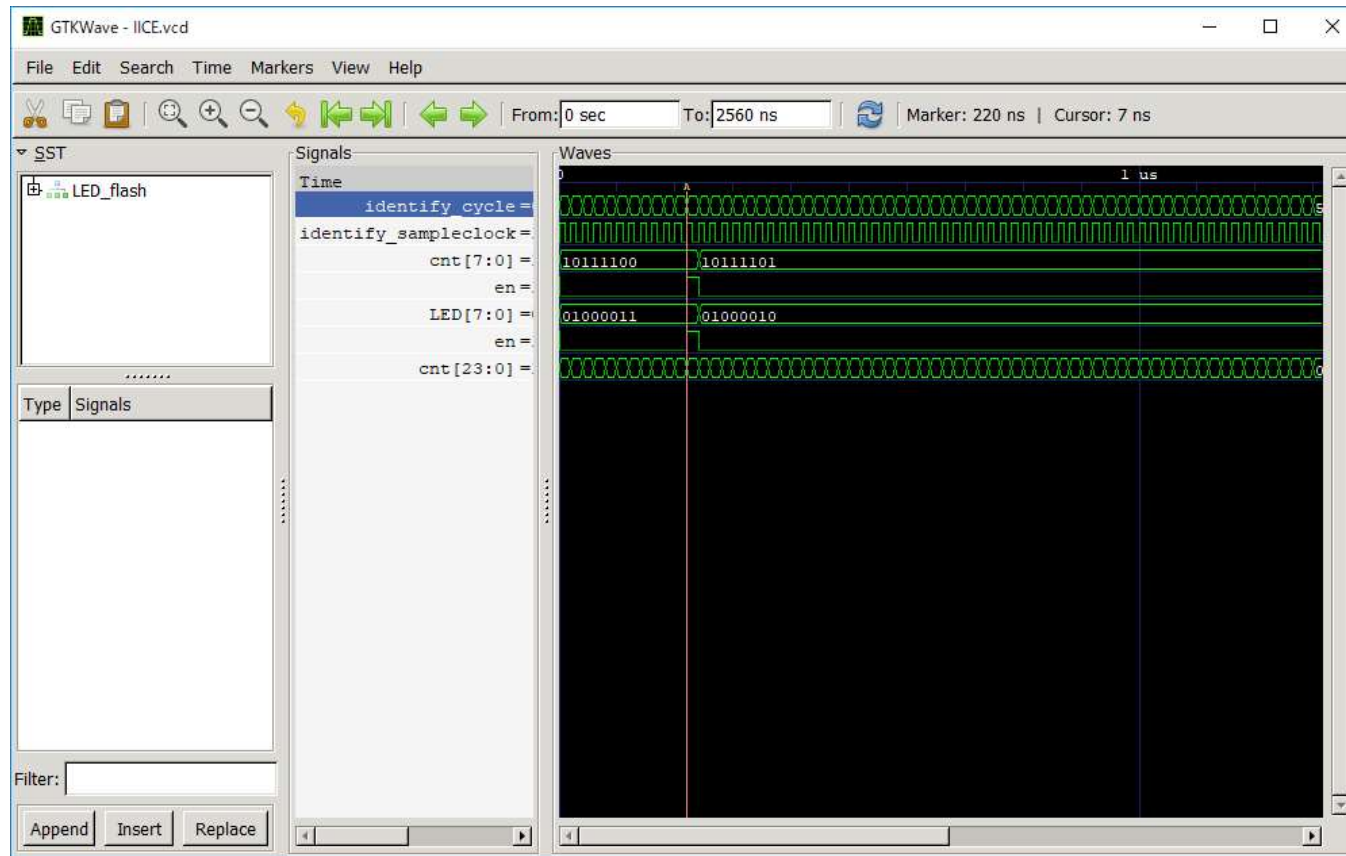 GTKWave - IICE.vcd
File Edit Search Time Markers View Help
From: 0 sec To: 2560 ns Marker: 220 ns | Cursor: 7 ns
SST
LED_flash
Type Signals
Filter:
Append Insert Replace
Signals
Time
identify_cycle =
identify_sampleclock =
cnt[7:0] =
en =
LED[7:0] =
en =
cnt[23:0] =
Waves
1 us
10111100 10111101
01000011 01000010